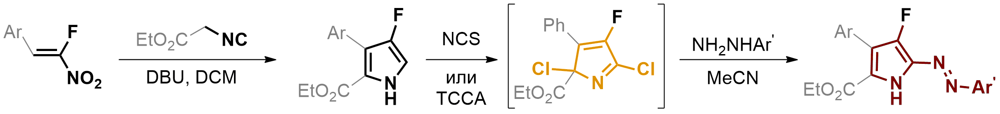 Ar
F
NO₂
EtO₂C
NC
DBU, DCM
F
Ar
EtO₂C
N
H
NCS
или
TCCA
Ph
F
Cl
Cl
EtO₂C
N
NH₂NHAr'
MeCN
F
Ar
N
N
Ar'
EtO₂C
N
H